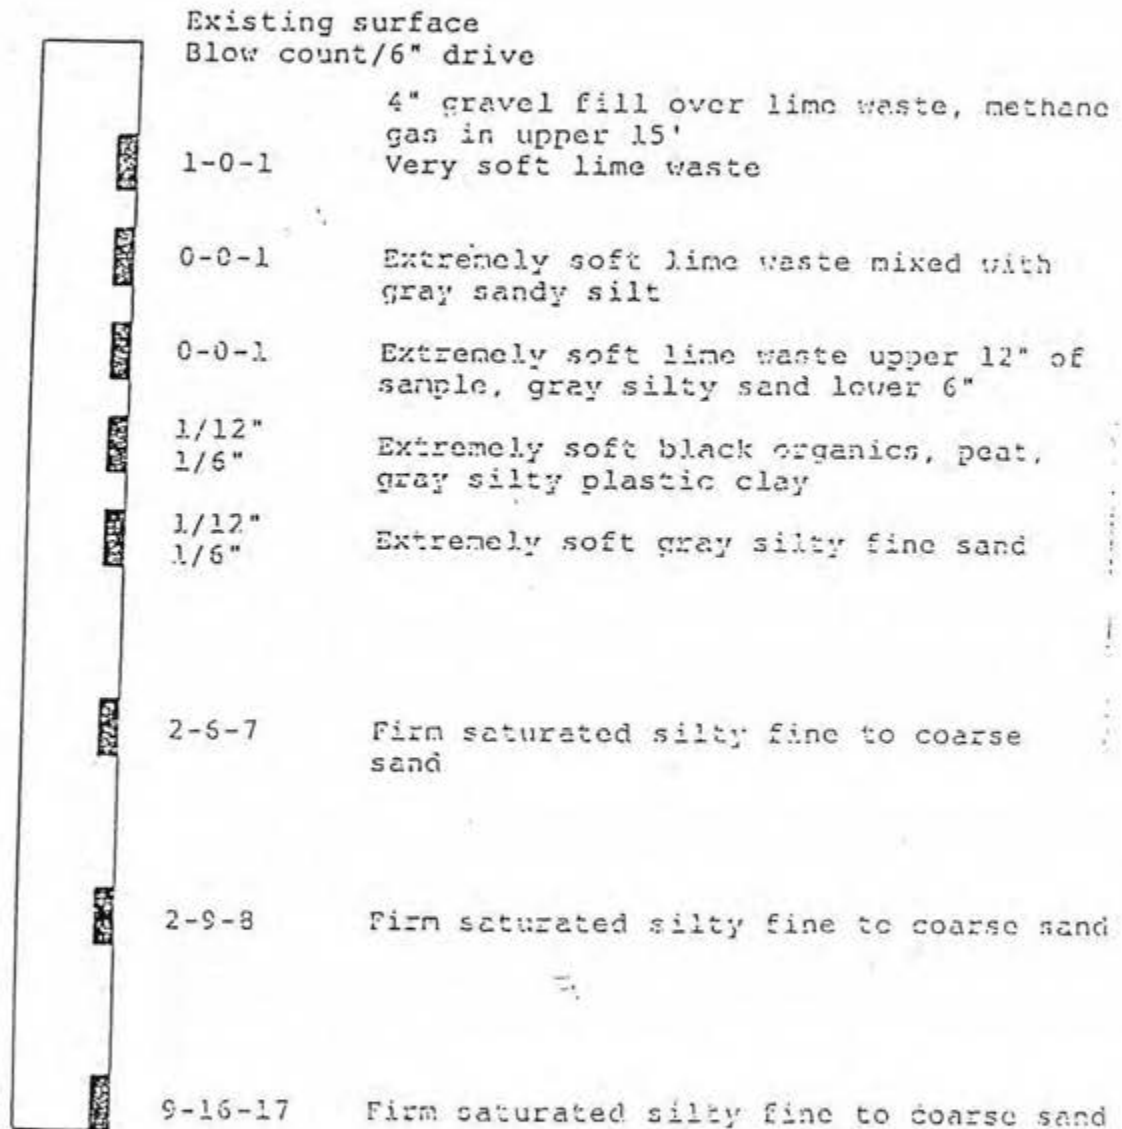 Existing surface
Blow count/6" drive
4" gravel fill over lime waste, methane
gas in upper 15'
1-0-1 Very soft lime waste
0-0-1 Extremely soft lime waste mixed with
gray sandy silt
0-0-1 Extremely soft lime waste upper 12" of
sample, gray silty sand lower 6"
1/12"
1/6" Extremely soft black organics, peat,
gray silty plastic clay
1/12"
1/6" Extremely soft gray silty fine sand
2-6-7 Firm saturated silty fine to coarse
sand
2-9-8 Firm saturated silty fine to coarse sand
9-16-17 Firm saturated silty fine to coarse sand